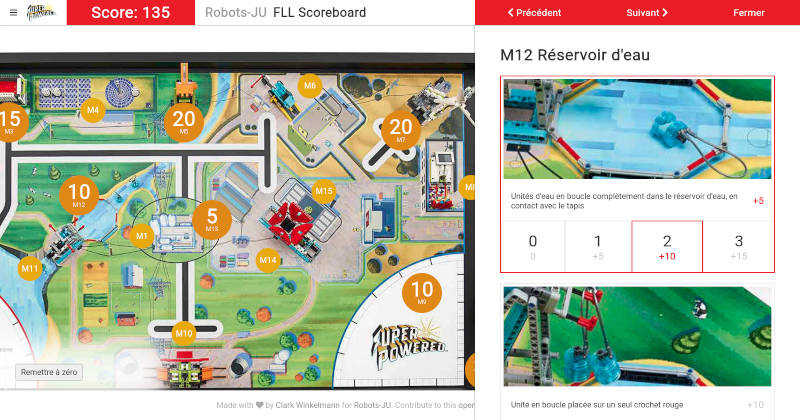 ≡ SUPER POWERED. Score: 135 Robots-JU FLL Scoreboard
Précédent Suivant Fermer
M12 Réservoir d'eau
15
M3
M4
20
M5
M6
20
M7
10
M12
M1
5
M13
M15
M8
M11
M14
10
M9
M10
SUPER
POWERED.
Remettre à zéro
Made with ♥ by Clark Winkelmann for Robots-JU. Contribute to this oper
Unités d'eau en boucle complètement dans le réservoir d'eau, en
contact avec le tapis
+5
0 1 2 3
0 +5 +10 +15
Unité en boucle placée sur un seul crochet rouge +10